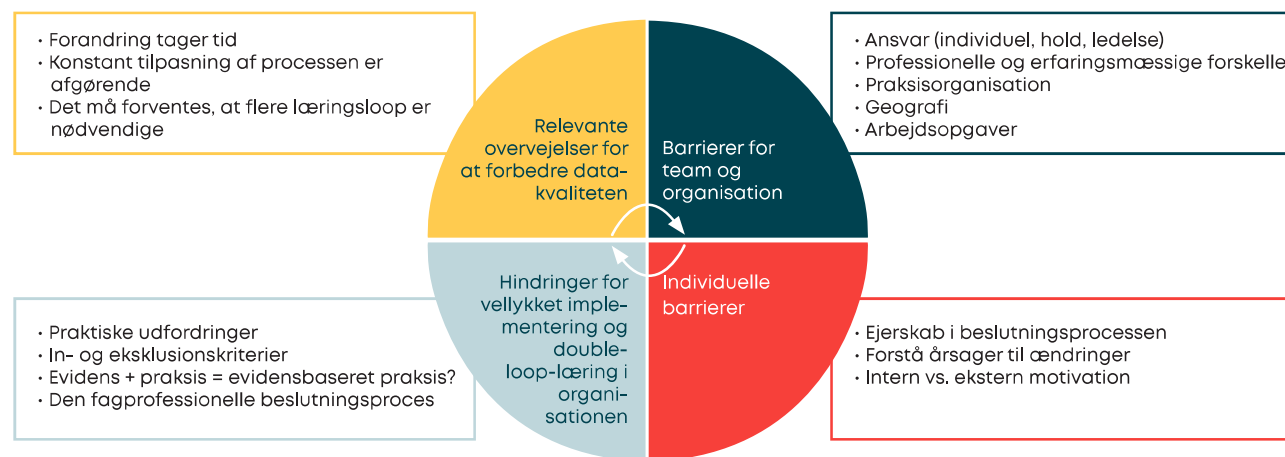 · Forandring tager tid
· Konstant tilpasning af processen er
afgørende
· Det må forventes, at flere læringsloop er
nødvendige
Relevante
overvejelser for
at forbedre data-
kvaliteten
Barrierer for
team og
organisation
· Ansvar (individuel, hold, ledelse)
· Professionelle og erfaringsmæssige forskelle
· Praksisorganisation
· Geografi
· Arbejdsopgaver
· Praktiske udfordringer
· In- og eksklusionskriterier
· Evidens + praksis = evidensbaseret praksis?
· Den fagprofessionelle beslutningsproces
Hindringer for
vellykket imple-
mentering og
double-
loop-læring i
organi-
sationen
Individuelle
barrierer
· Ejerskab i beslutningsprocessen
· Forstå årsager til ændringer
· Intern vs. ekstern motivation